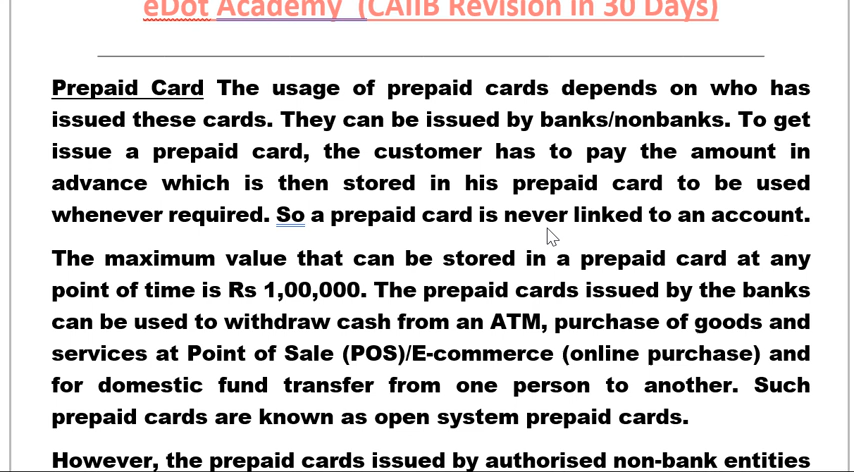 eDot Academy (CAIIB Revision in 30 Days)
Prepaid Card The usage of prepaid cards depends on who has
issued these cards. They can be issued by banks/nonbanks. To get
issue a prepaid card, the customer has to pay the amount in
advance which is then stored in his prepaid card to be used
whenever required. So a prepaid card is never linked to an account.
The maximum value that can be stored in a prepaid card at any
point of time is Rs 1,00,000. The prepaid cards issued by the banks
can be used to withdraw cash from an ATM, purchase of goods and
services at Point of Sale (POS)/E-commerce (online purchase) and
for domestic fund transfer from one person to another. Such
prepaid cards are known as open system prepaid cards.
However, the prepaid cards issued by authorised non-bank entities